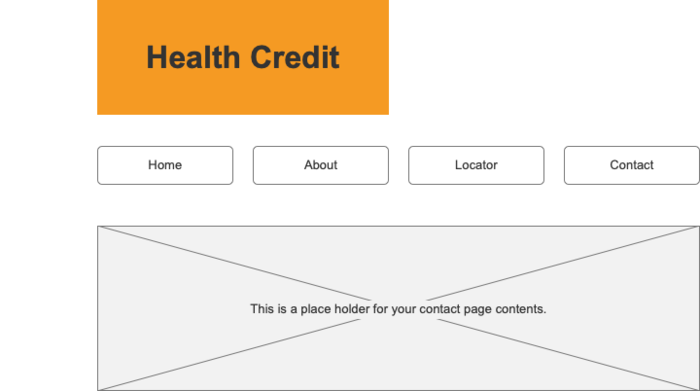 Health Credit
Home
About
Locator
Contact
This is a place holder for your contact page contents.